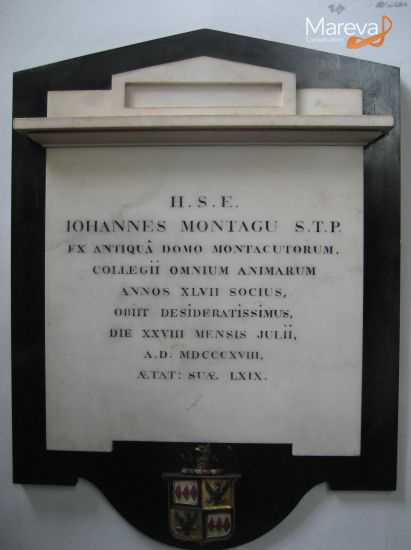 Mareva
Conservation
H. S. E.
IOHANNES MONTAGU S.T.P.
EX ANTIQUÂ DOMO MONTACUTORUM,
COLLEGii OMNIUM ANIMARUM
ANNOS XLVII SOCIUS,
OBIIT DESIDERATISSIMUS,
DIE XXVIII MENSIS JULii,
A.D. MDCCCXVIII,
ÆTAT: SUÆ LXIX.